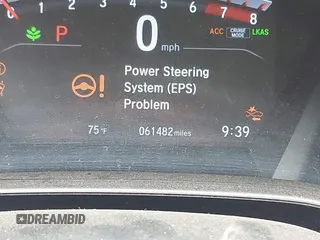 0 1 2 3 4 5 6 7 8
P
0
mph
ACC CRUISE MODE LKAS
Power Steering
System (EPS)
Problem
75°F
061482 miles
9:39
DREAMBID